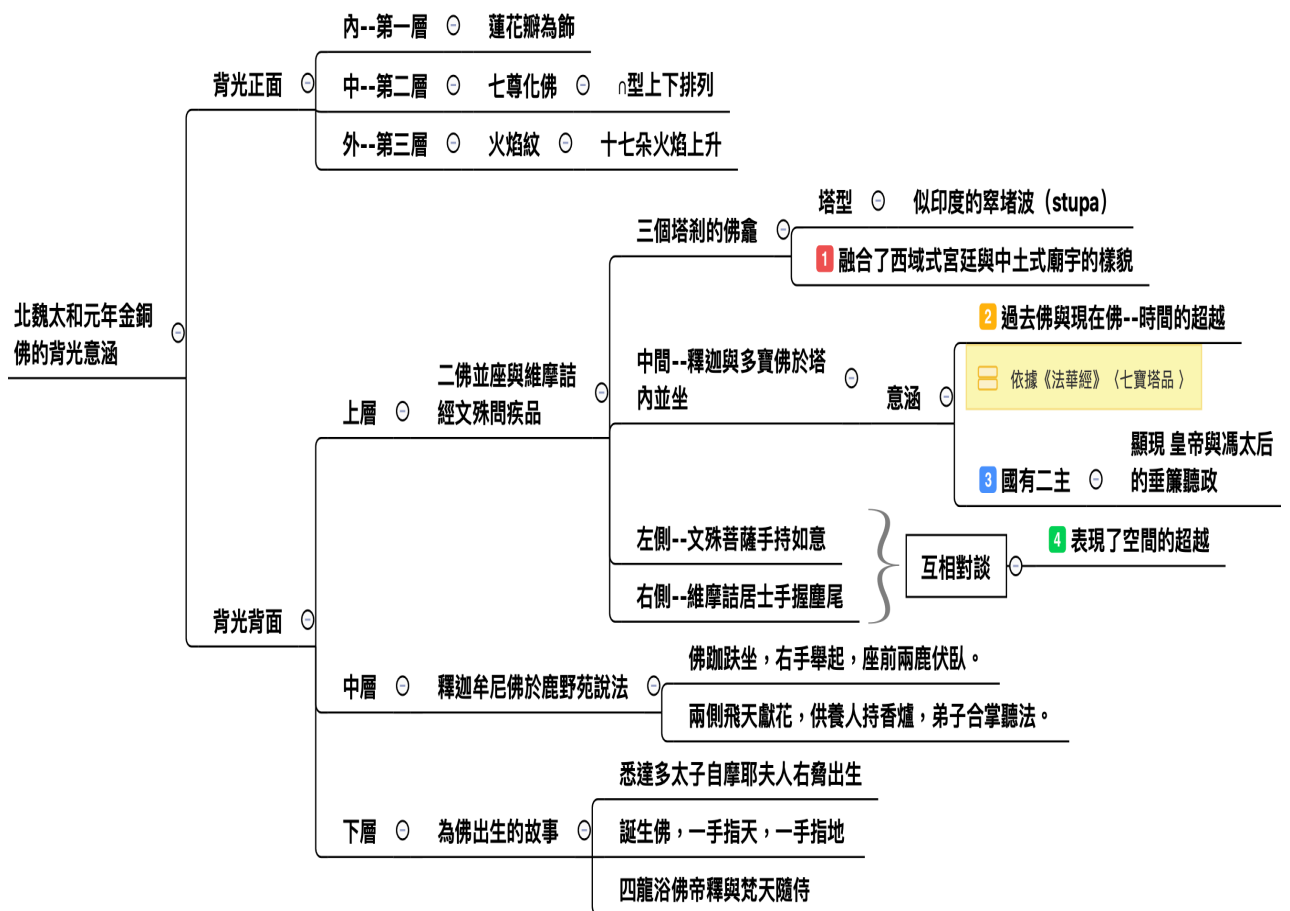 北魏太和元年金銅
佛的背光意涵
背光正面
內--第一層
蓮花瓣為飾
中--第二層
七尊化佛
∩型上下排列
外--第三層
火焰紋
十七朵火焰上升
背光背面
上層
二佛並座與維摩詰
經文殊問疾品
三個塔剎的佛龕
塔型
似印度的窣堵波（stupa）
1 融合了西域式宮廷與中土式廟宇的樣貌
中間--釋迦與多寶佛於塔
內並坐
意涵
2 過去佛與現在佛--時間的超越
依據《法華經》〈七寶塔品 〉
3 國有二主
顯現 皇帝與馮太后
的垂簾聽政
左側--文殊菩薩手持如意
右側--維摩詰居士手握塵尾
互相對談
4 表現了空間的超越
中層
釋迦牟尼佛於鹿野苑說法
佛跏趺坐，右手舉起，座前兩鹿伏臥。
兩側飛天獻花，供養人持香爐，弟子合掌聽法。
下層
為佛出生的故事
悉達多太子自摩耶夫人右脅出生
誕生佛，一手指天，一手指地
四龍浴佛帝釋與梵天隨侍